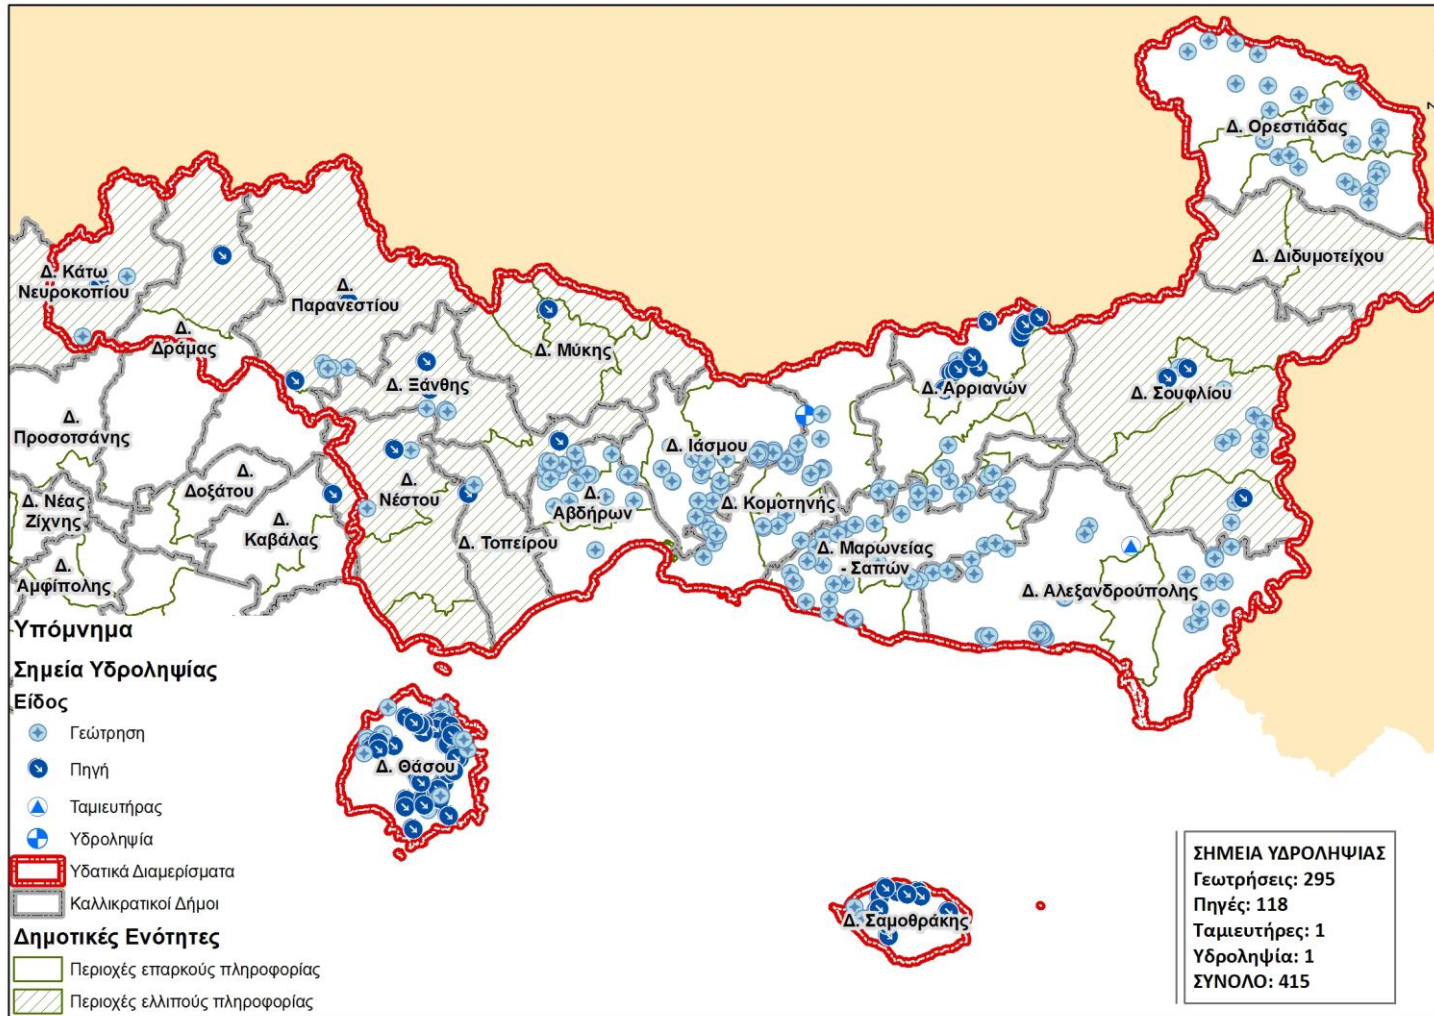 Δ. Ορεστιάδας
Δ. Διδυμοτείχου
Δ. Κάτω
Νευροκοπίου
Δ.
Παρανεστίου
Δ.
Δράμας
Δ. Μύκης
Δ. Ξάνθης
Δ. Αρριανών
Δ. Σουφλίου
Δ.
Προσοτσάνης
Δ. Ιάσμου
Δ.
Δοξάτου
Δ.
Νέστου
Δ. Νέας
Ζίχνης
Δ.
Αβδήρων
Δ. Κομοτηνής
Δ.
Καβάλας
Δ. Τοπείρου
Δ. Μαρωνείας
- Σαπών
Δ.
Αμφίπολης
Δ. Αλεξανδρούπολης
Δ. Θάσου
Δ. Σαμοθράκης
Υπόμνημα
Σημεία Υδροληψίας
Είδος
Γεώτρηση
Πηγή
Ταμιευτήρας
Υδροληψία
Υδατικά Διαμερίσματα
Καλλικρατικοί Δήμοι
Δημοτικές Ενότητες
Περιοχές επαρκούς πληροφορίας
Περιοχές ελλιπούς πληροφορίας
ΣΗΜΕΙΑ ΥΔΡΟΛΗΨΙΑΣ
Γεωτρήσεις: 295
Πηγές: 118
Ταμιευτήρες: 1
Υδροληψία: 1
ΣΥΝΟΛΟ: 415